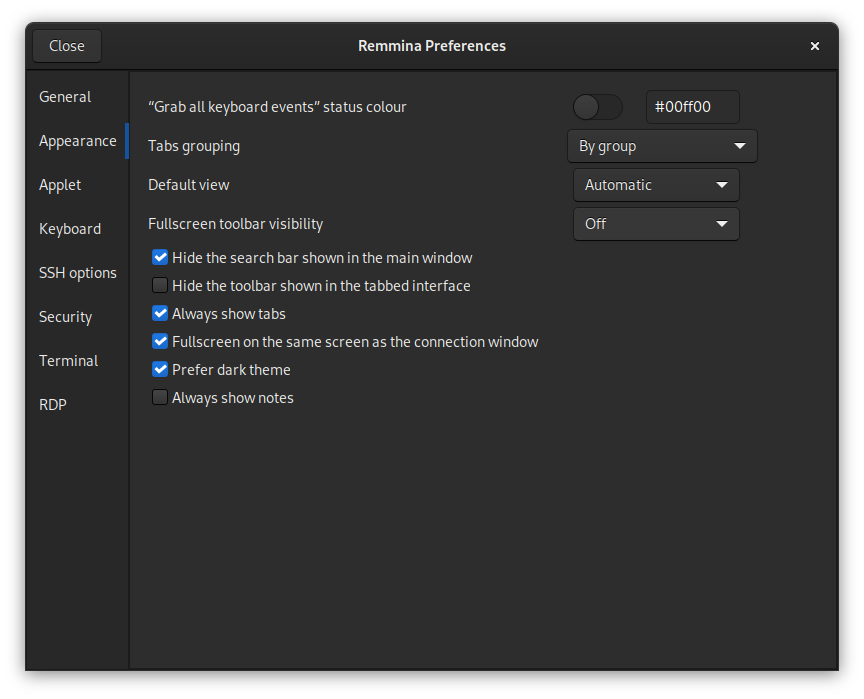 Close
Remmina Preferences
General
Appearance
Applet
Keyboard
SSH options
Security
Terminal
RDP
“Grab all keyboard events” status colour
#00ff00
Tabs grouping
By group
Default view
Automatic
Fullscreen toolbar visibility
Off
Hide the search bar shown in the main window
Hide the toolbar shown in the tabbed interface
Always show tabs
Fullscreen on the same screen as the connection window
Prefer dark theme
Always show notes